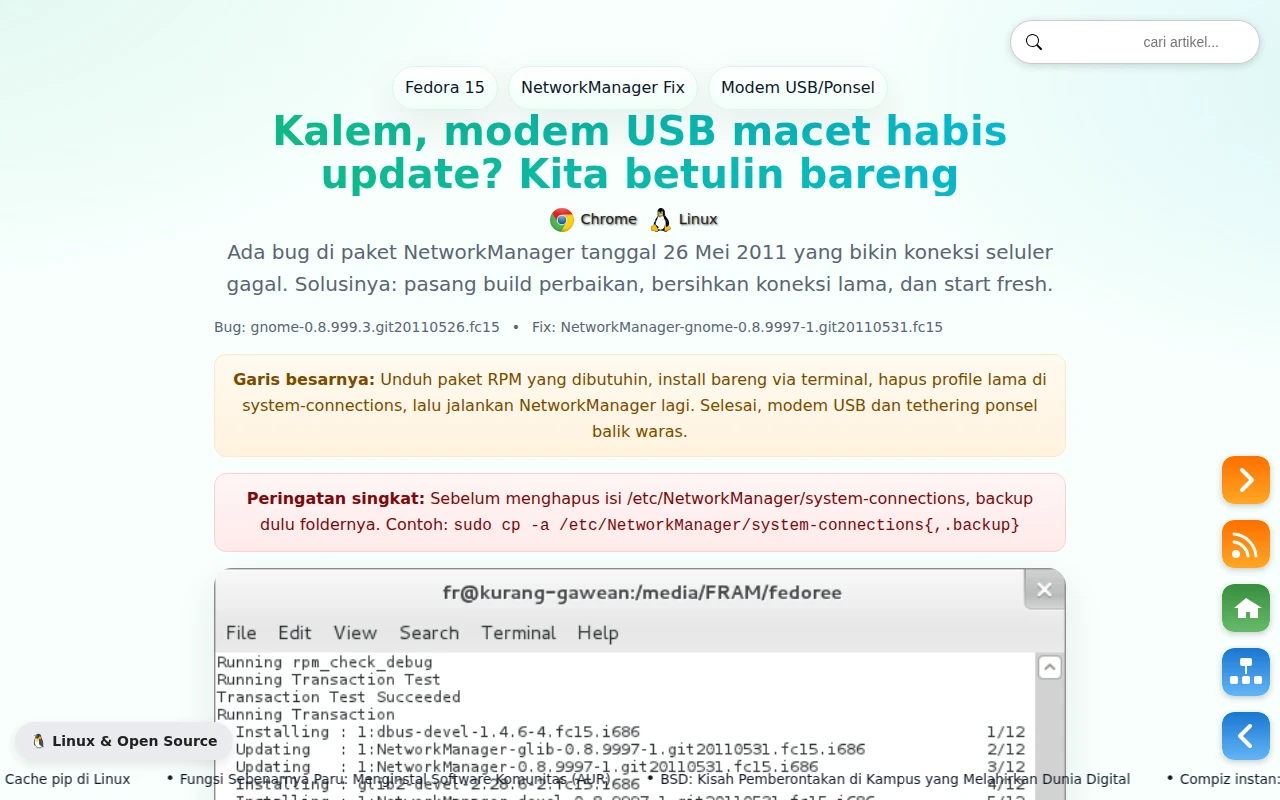 cari artikel...
Fedora 15
NetworkManager Fix
Modem USB/Ponsel
Kalem, modem USB macet habis
update? Kita betulin bareng
Chrome Linux
Ada bug di paket NetworkManager tanggal 26 Mei 2011 yang bikin koneksi seluler
gagal. Solusinya: pasang build perbaikan, bersihkan koneksi lama, dan start fresh.
Bug: gnome-0.8.999.3.git20110526.fc15 • Fix: NetworkManager-gnome-0.8.9997-1.git20110531.fc15
Garis besarnya: Unduh paket RPM yang dibutuhin, install bareng via terminal, hapus profile lama di
system-connections, lalu jalankan NetworkManager lagi. Selesai, modem USB dan tethering ponsel
balik waras.
Peringatan singkat: Sebelum menghapus isi /etc/NetworkManager/system-connections, backup
dulu foldernya. Contoh: sudo cp -a /etc/NetworkManager/system-connections{,.backup}
fr@kurang-gawean:/media/FRAM/fedoree
File Edit View Search Terminal Help
Running rpm_check_debug
Running Transaction Test
Transaction Test Succeeded
Running Transaction
Installing : 1:dbus-devel-1.4.6-4.fc15.i686 1/12
Updating : 1:NetworkManager-glib-0.8.9997-1.git20110531.fc15.i686 2/12
Updating : 1:NetworkManager-0.8.9997-1.git20110531.fc15.i686 3/12
Installing : glib2-devel-2.28.6-2.fc15.i686 4/12
🐧 Linux & Open Source
Cache pip di Linux • Fungsi Sebenarnya Paru: Menginstal Software Komunitas (AUR) • BSD: Kisah Pemberontakan di Kampus yang Melahirkan Dunia Digital • Compiz instan: